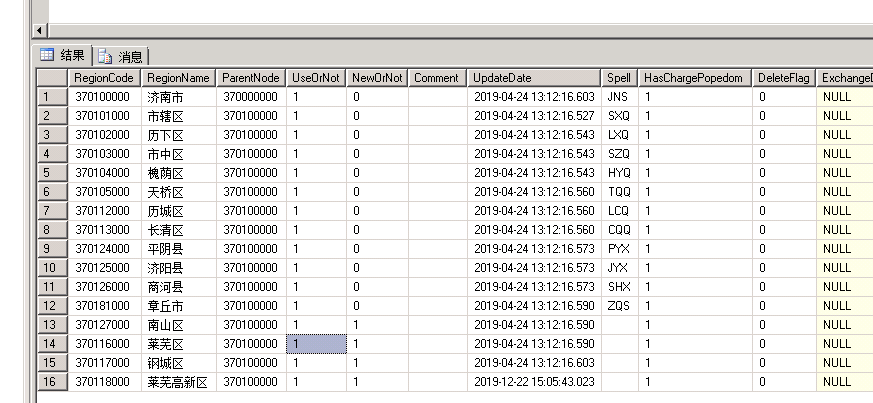 结果 消息
RegionCode RegionName ParentNode UseOrNot NewOrNot Comment UpdateDate Spell HasChargePopedom DeleteFlag
1 370100000 济南市 370000000 1 0 2019-04-24 13:12:16.603 JNS 1 0 NULL
2 370101000 市辖区 370100000 1 0 2019-04-24 13:12:16.527 SXQ 1 0 NULL
3 370102000 历下区 370100000 1 0 2019-04-24 13:12:16.543 LXQ 1 0 NULL
4 370103000 市中区 370100000 1 0 2019-04-24 13:12:16.543 SZQ 1 0 NULL
5 370104000 槐荫区 370100000 1 0 2019-04-24 13:12:16.543 HYQ 1 0 NULL
6 370105000 天桥区 370100000 1 0 2019-04-24 13:12:16.560 TQQ 1 0 NULL
7 370112000 历城区 370100000 1 0 2019-04-24 13:12:16.560 LCQ 1 0 NULL
8 370113000 长清区 370100000 1 0 2019-04-24 13:12:16.560 CQQ 1 0 NULL
9 370124000 平阴县 370100000 1 0 2019-04-24 13:12:16.573 PYX 1 0 NULL
10 370125000 济阳县 370100000 1 0 2019-04-24 13:12:16.573 JYX 1 0 NULL
11 370126000 商河县 370100000 1 0 2019-04-24 13:12:16.573 SHX 1 0 NULL
12 370181000 章丘市 370100000 1 0 2019-04-24 13:12:16.590 ZQS 1 0 NULL
13 370127000 南山区 370100000 1 1 2019-04-24 13:12:16.590 1 0 NULL
14 370116000 莱芜区 370100000 1 1 2019-04-24 13:12:16.590 1 0 NULL
15 370117000 钢城区 370100000 1 1 2019-04-24 13:12:16.603 1 0 NULL
16 370118000 莱芜高新区 370100000 1 1 2019-12-22 15:05:43.023 1 0 NULL